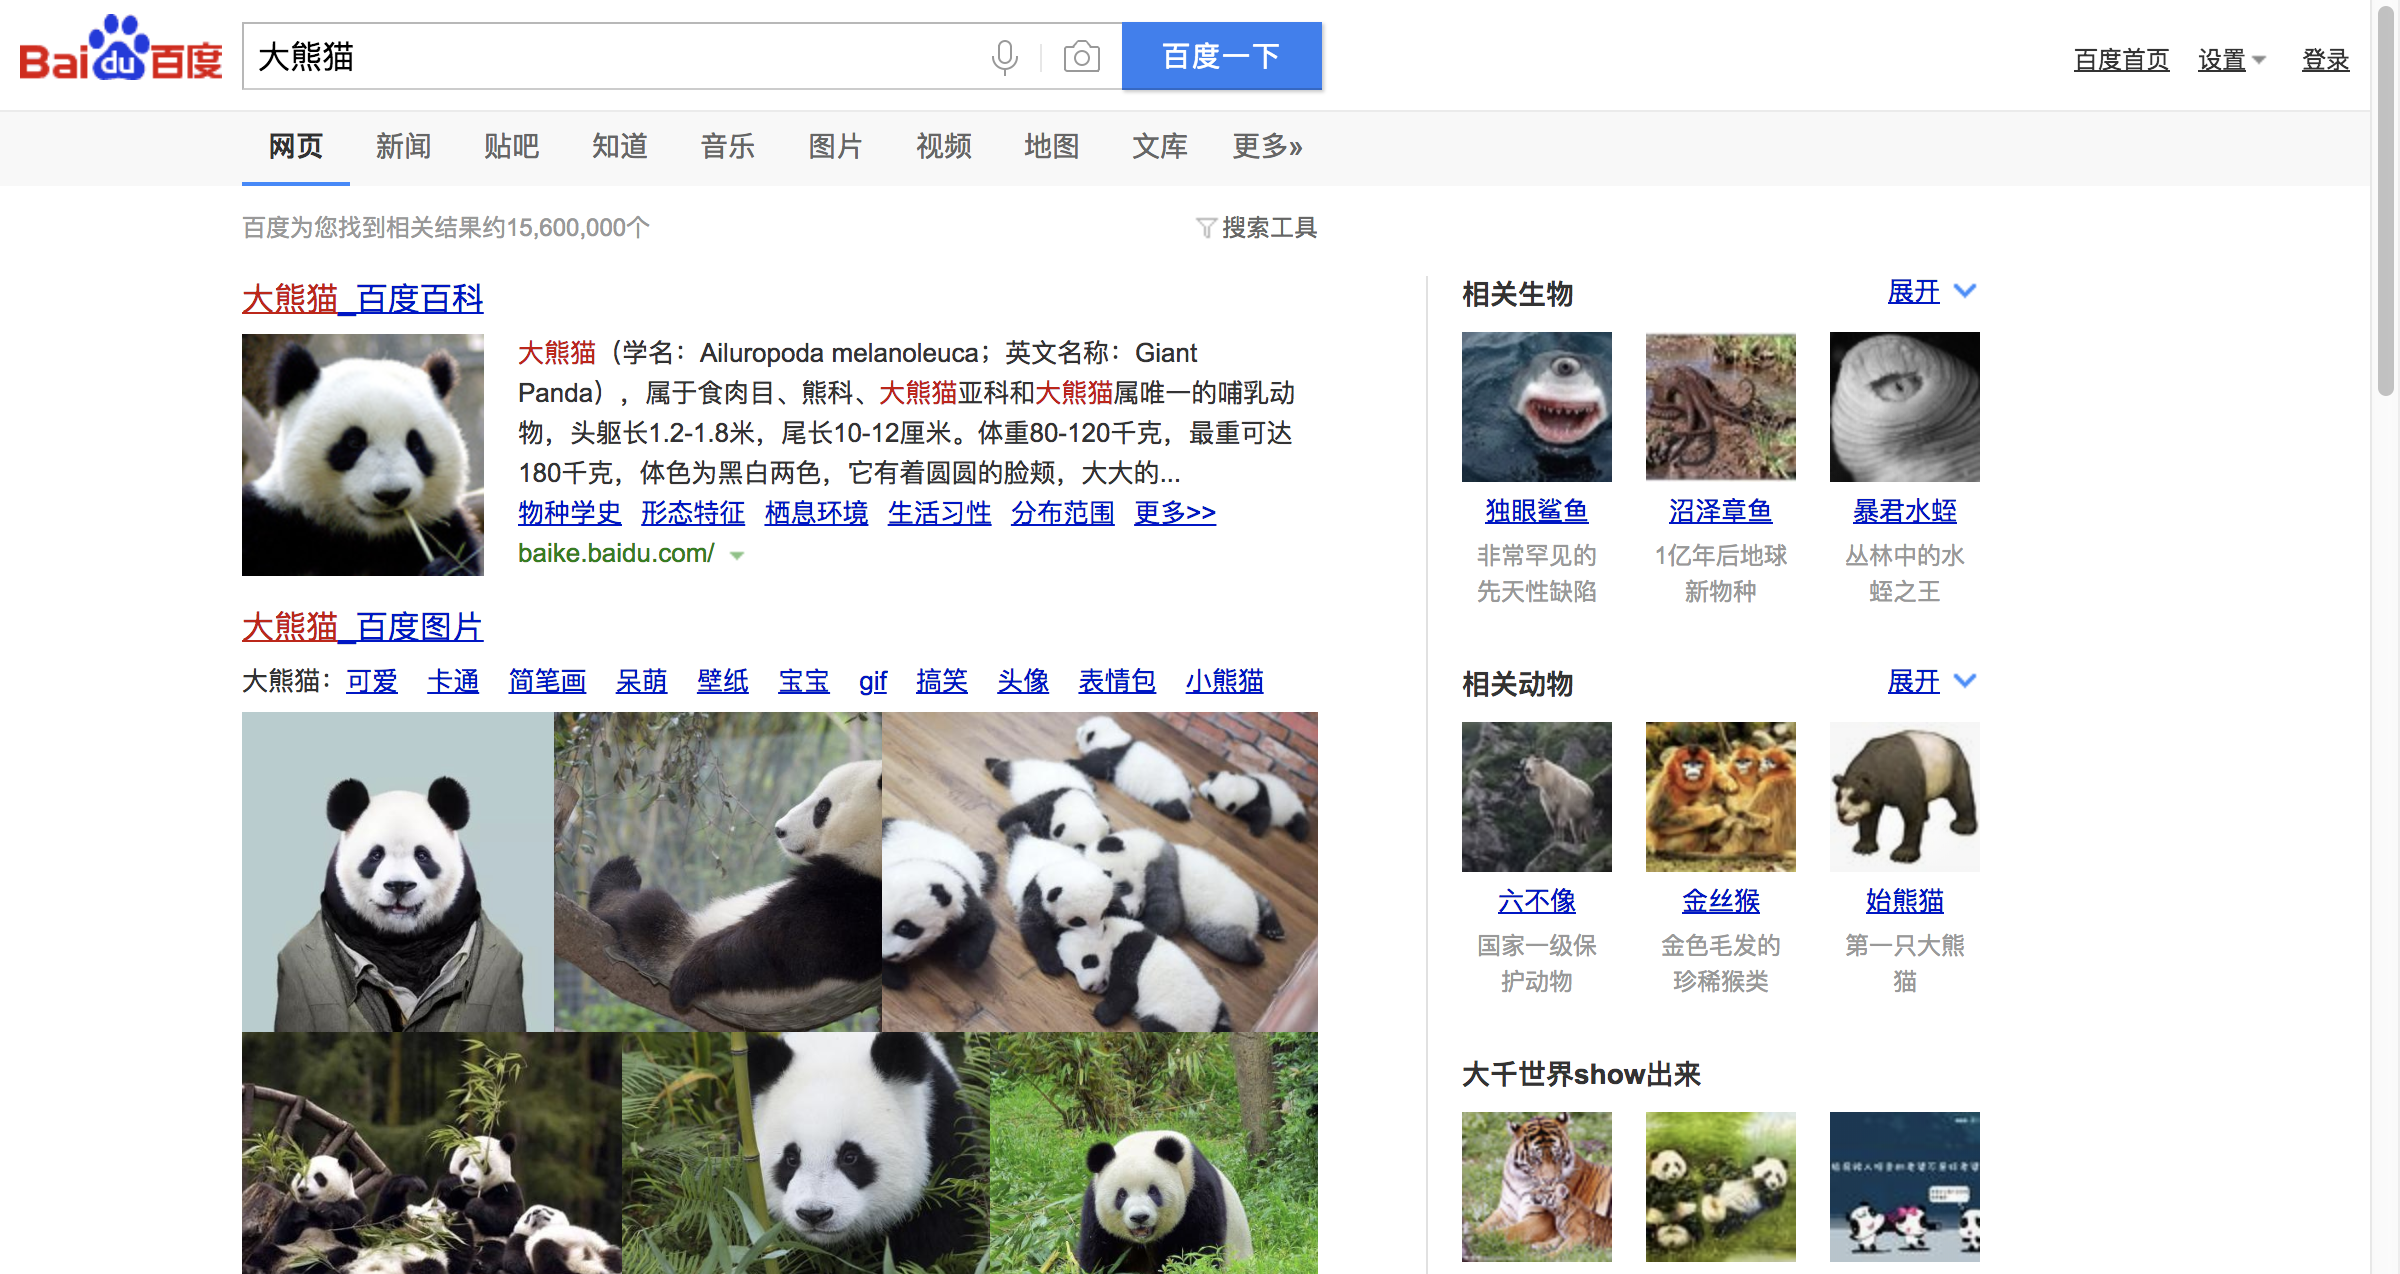 Baidu百度
大熊猫
百度一下
百度首页 设置 登录
网页 新闻 贴吧 知道 音乐 图片 视频 地图 文库 更多»
百度为您找到相关结果约15,600,000个
搜索工具
大熊猫_百度百科
大熊猫（学名：Ailuropoda melanoleuca；英文名称：Giant
Panda），属于食肉目、熊科、大熊猫亚科和大熊猫属唯一的哺乳动
物，头躯长1.2-1.8米，尾长10-12厘米。体重80-120千克，最重可达
180千克，体色为黑白两色，它有着圆圆的脸颊，大大的...
物种学史 形态特征 栖息环境 生活习性 分布范围 更多>>
baike.baidu.com/
大熊猫_百度图片
大熊猫： 可爱 卡通 简笔画 呆萌 壁纸 宝宝 gif 搞笑 头像 表情包 小熊猫
相关生物
展开
独眼鲨鱼
非常罕见的
先天性缺陷
沼泽章鱼
1亿年后地球
新物种
暴君水蛭
丛林中的水
蛭之王
相关动物
展开
六不像
国家一级保
护动物
金丝猴
金色毛发的
珍稀猴类
始熊猫
第一只大熊
猫
大千世界show出来